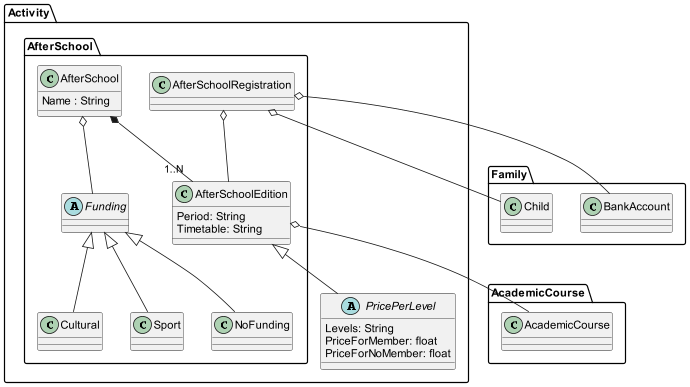 Activity
AfterSchool
C AfterSchool
Name : String
C AfterSchoolRegistration
1..N
Family
A Funding
C AfterSchoolEdition
Period: String
Timetable: String
C Child
C BankAccount
C Cultural
C Sport
C NoFunding
A PricePerLevel
Levels: String
PriceForMember: float
PriceForNoMember: float
AcademicCourse
C AcademicCourse